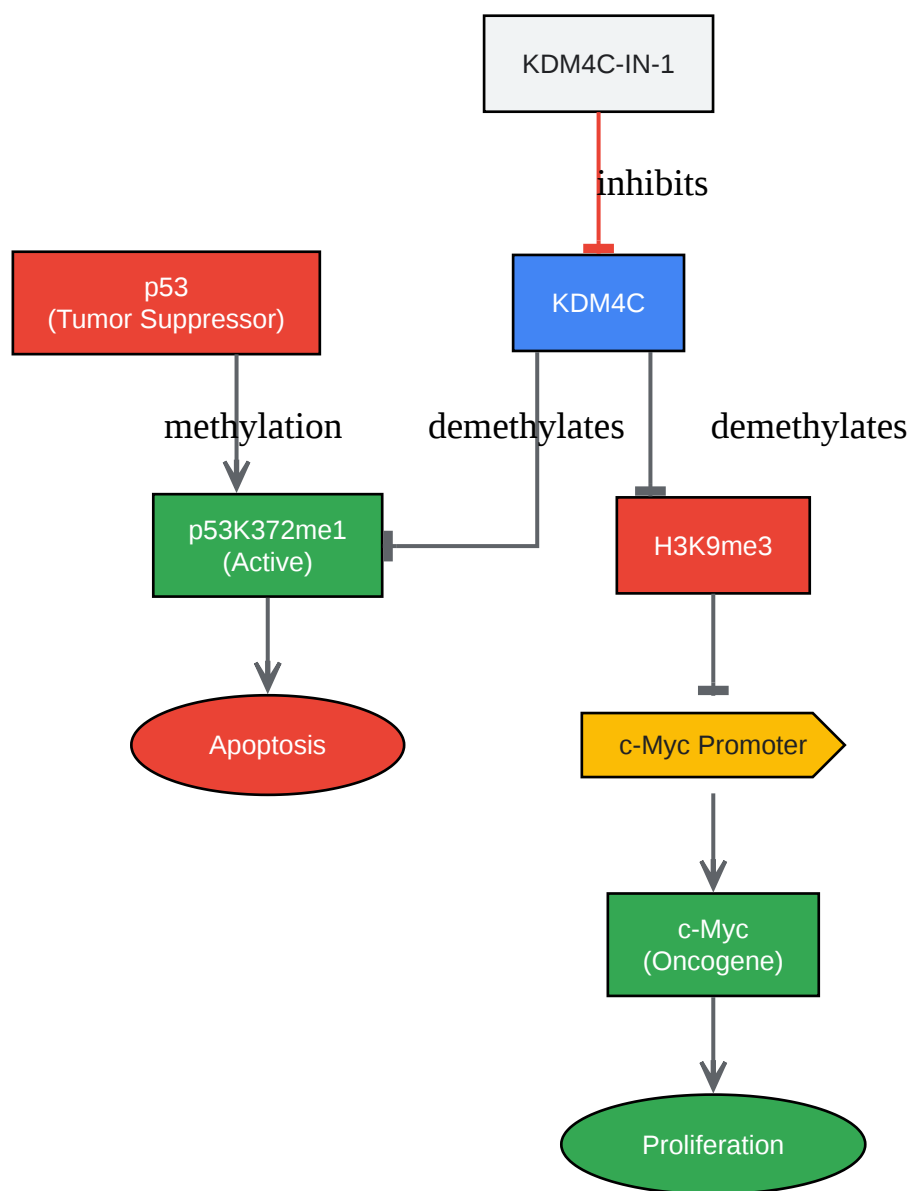 KDM4C-IN-1
inhibits
p53
(Tumor Suppressor)
KDM4C
methylation
demethylates
demethylates
p53K372me1
(Active)
H3K9me3
Apoptosis
c-Myc Promoter
c-Myc
(Oncogene)
Proliferation